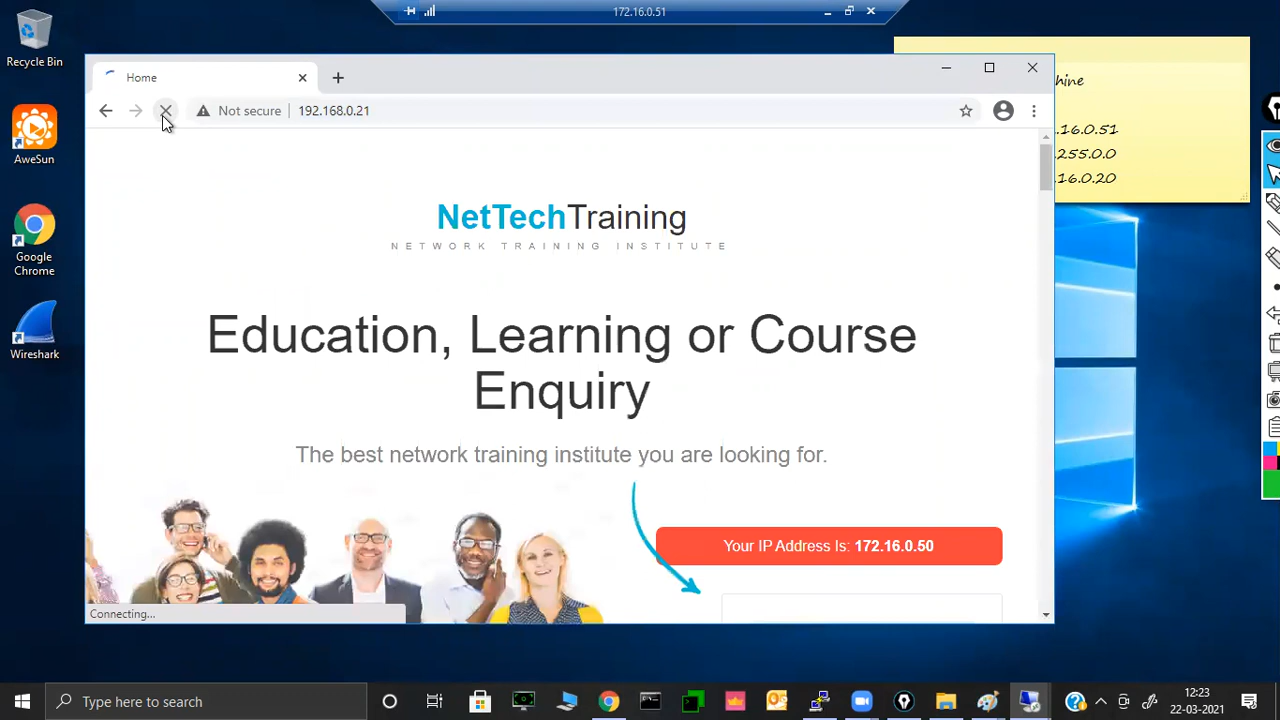 172.16.0.51
Recycle Bin
AweSun
Google
Chrome
Wireshark
Home
Not secure
192.168.0.21
hine
.16.0.51
.255.0.0
16.0.20
NetTechTraining
NETWORK TRAINING INSTITUTE
Education, Learning or Course
Enquiry
The best network training institute you are looking for.
Your IP Address Is: 172.16.0.50
Connecting...
Type here to search
12:23
22-03-2021